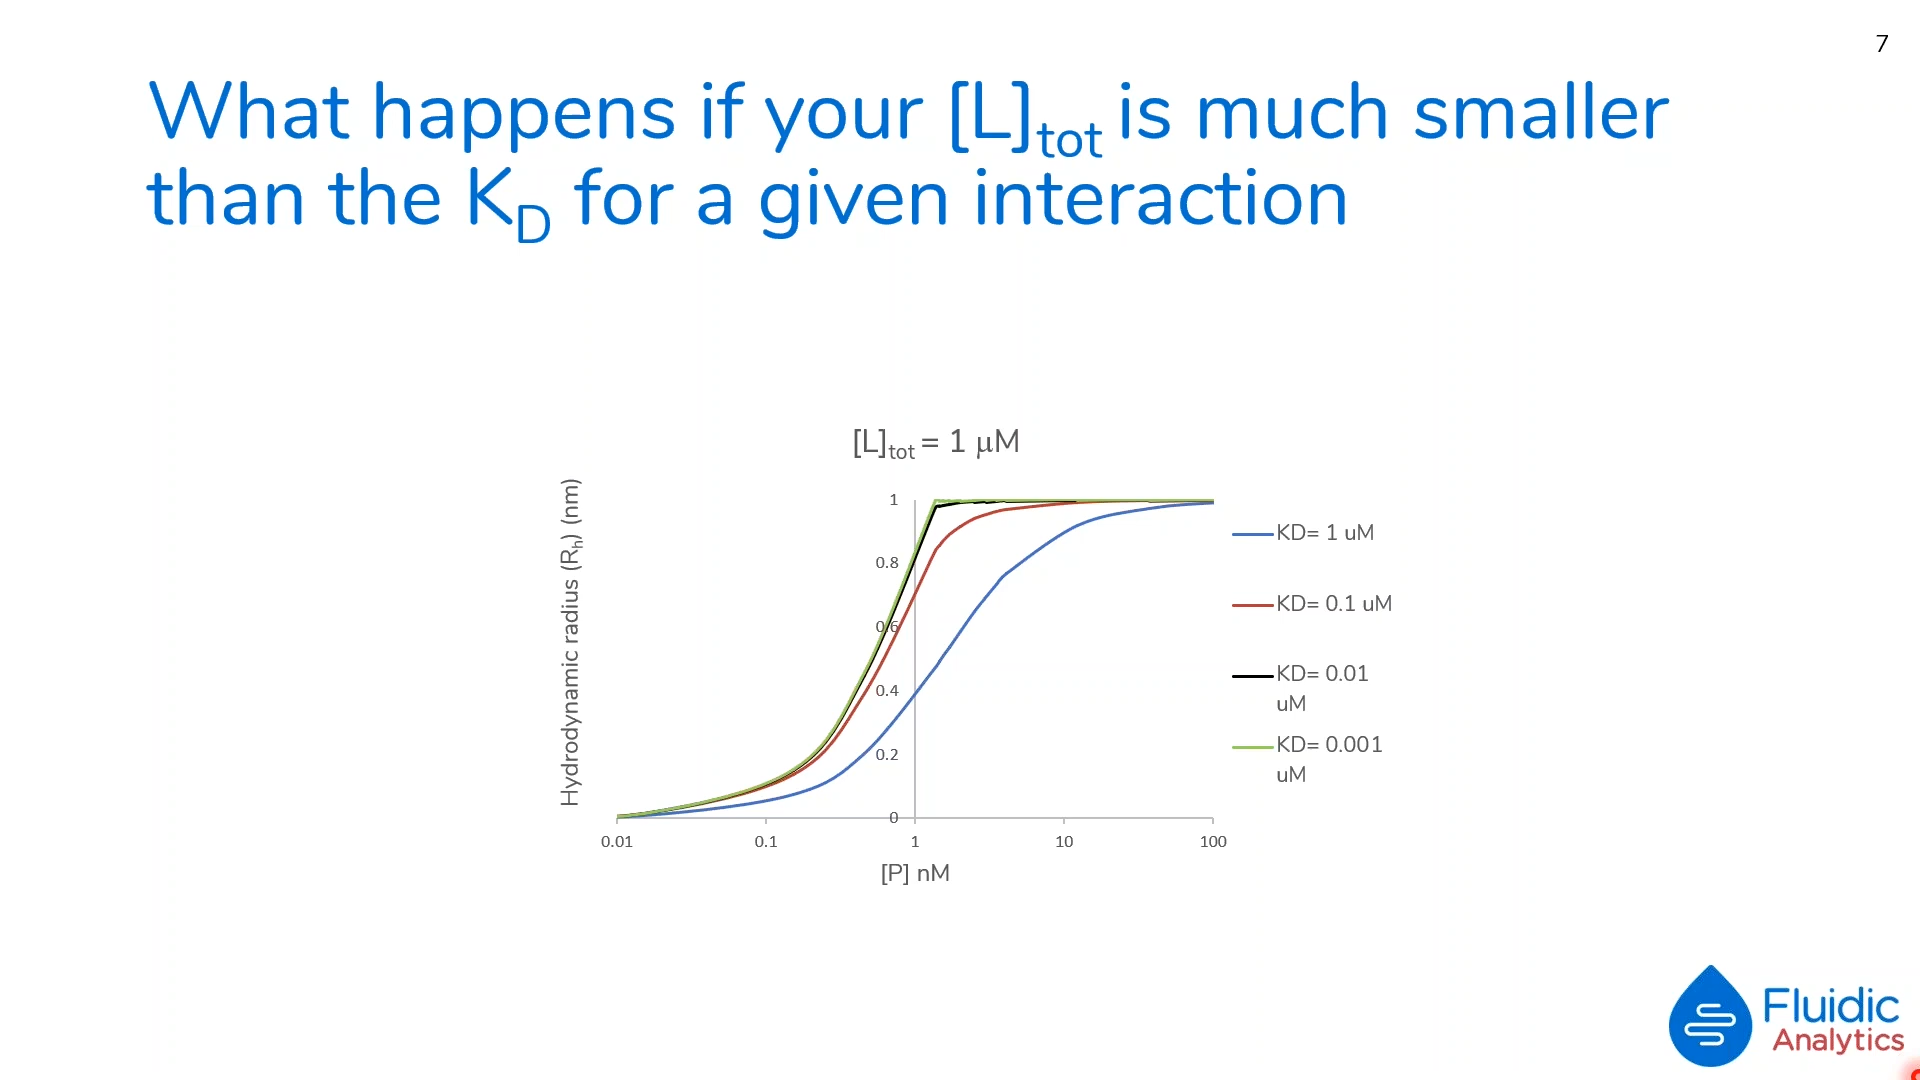 7
What happens if your [L]tot is much smaller
than the KD for a given interaction
[L]tot = 1 μM
Hydrodynamic radius (Rh) (nm)
1
0.8
0.6
0.4
0.2
0
0.01 0.1 1 10 100
[P] nM
KD= 1 uM
KD= 0.1 uM
KD= 0.01
uM
KD= 0.001
uM
Fluidic
Analytics